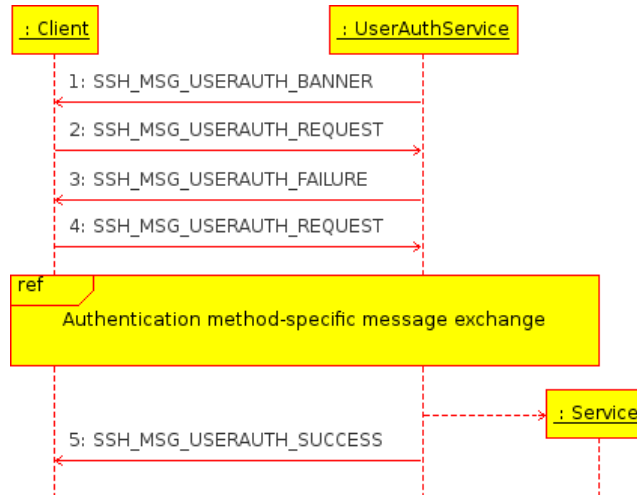 : Client
: UserAuthService
1: SSH_MSG_USERAUTH_BANNER
2: SSH_MSG_USERAUTH_REQUEST
3: SSH_MSG_USERAUTH_FAILURE
4: SSH_MSG_USERAUTH_REQUEST
ref
Authentication method-specific message exchange
: Service
5: SSH_MSG_USERAUTH_SUCCESS